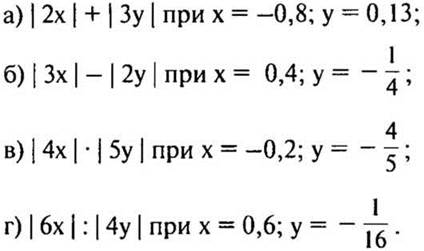 а) | 2x | + | 3y | при x = –0,8; y = 0,13;
б) | 3x | – | 2y | при x = 0,4; y = – 1/4;
в) | 4x | · | 5y | при x = –0,2; y = – 4/5;
г) | 6x | : | 4y | при x = 0,6; y = – 1/16.